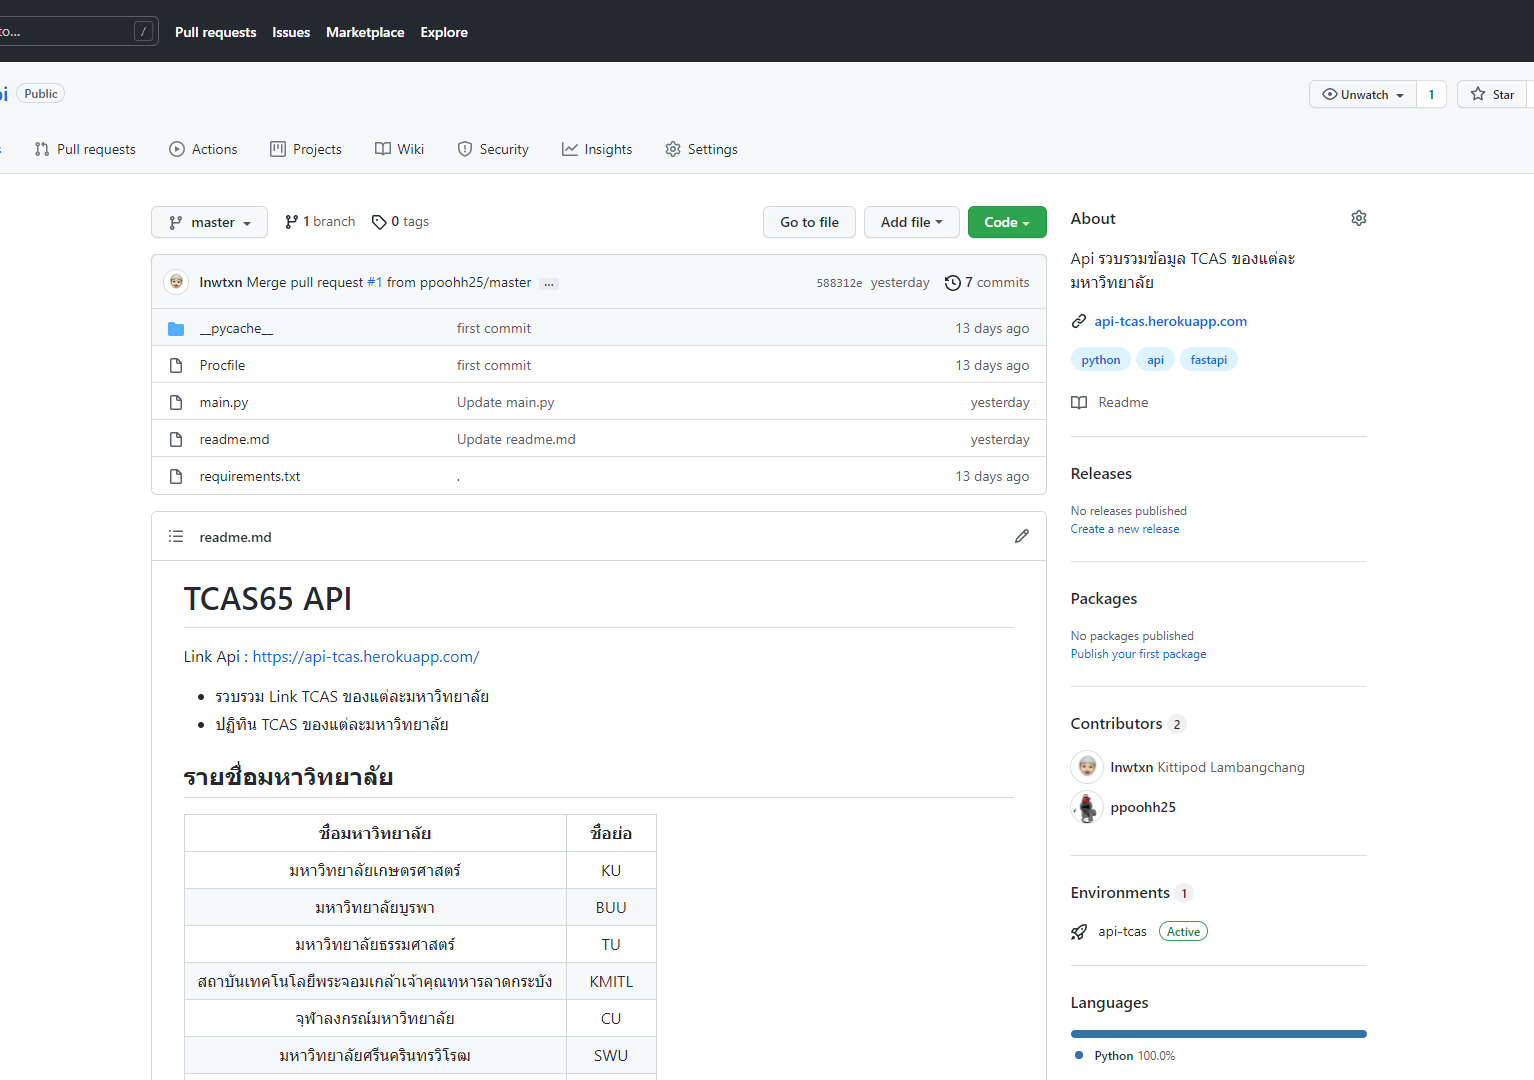 to... /
Pull requests Issues Marketplace Explore
pi Public
Unwatch 1 Star
Pull requests Actions Projects Wiki Security Insights Settings
master 1 branch 0 tags Go to file Add file Code
lnwtxn Merge pull request #1 from ppoohh25/master ... 588312e yesterday 7 commits
__pycache__ first commit 13 days ago
Procfile first commit 13 days ago
main.py Update main.py yesterday
readme.md Update readme.md yesterday
requirements.txt . 13 days ago
readme.md
TCAS65 API
Link Api : https://api-tcas.herokuapp.com/
รวบรวม Link TCAS ของแต่ละมหาวิทยาลัย
ปฏิทิน TCAS ของแต่ละมหาวิทยาลัย
รายชื่อมหาวิทยาลัย
ชื่อมหาวิทยาลัย ชื่อย่อ
มหาวิทยาลัยเกษตรศาสตร์ KU
มหาวิทยาลัยบูรพา BUU
มหาวิทยาลัยธรรมศาสตร์ TU
สถาบันเทคโนโลยีพระจอมเกล้าเจ้าคุณทหารลาดกระบัง KMITL
จุฬาลงกรณ์มหาวิทยาลัย CU
มหาวิทยาลัยศรีนครินทรวิโรฒ SWU
About
Api รวบรวมข้อมูล TCAS ของแต่ละ
มหาวิทยาลัย
api-tcas.herokuapp.com
python api fastapi
Readme
Releases
No releases published
Create a new release
Packages
No packages published
Publish your first package
Contributors 2
lnwtxn Kittipod Lambangchang
ppoohh25
Environments 1
api-tcas Active
Languages
Python 100.0%